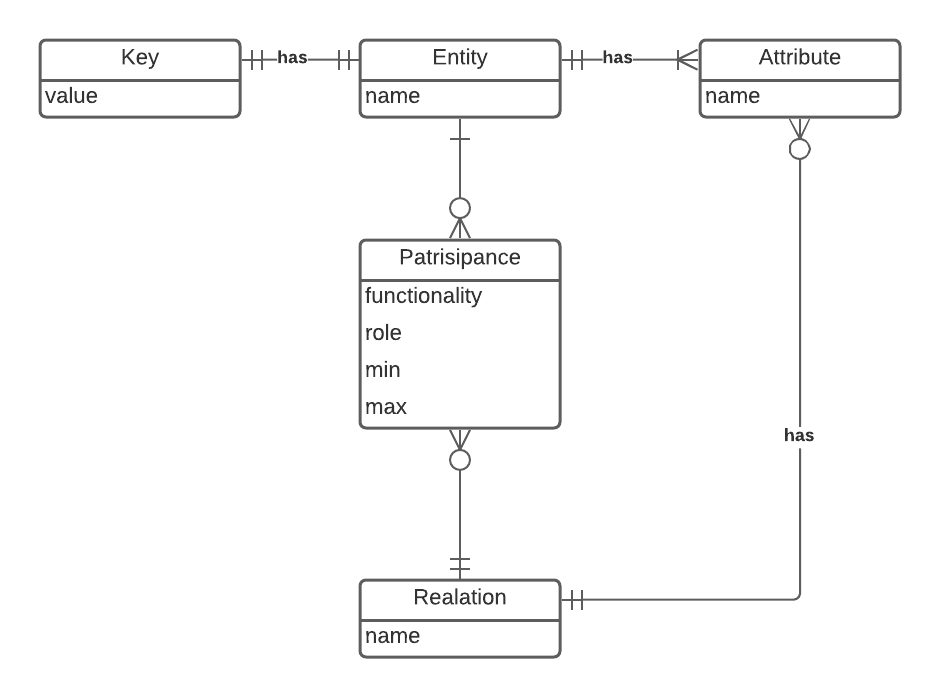 Key
value
has
Entity
name
has
Attribute
name
Patrisipance
functionality
role
min
max
has
Realation
name